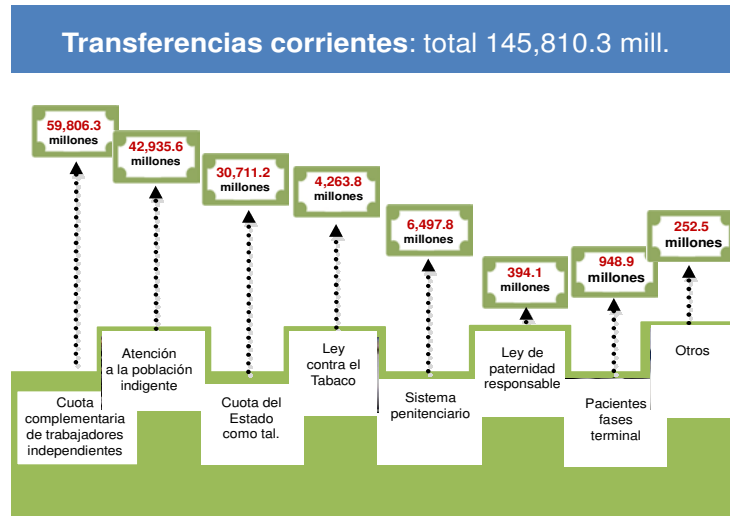 Transferencias corrientes: total 145,810.3 mill.
59,806.3
millones
42,935.6
millones
30,711.2
millones
4,263.8
millones
6,497.8
millones
394.1
millones
948.9
millones
252.5
millones
Cuota
complementaria
de trabajadores
independientes
Atención
a la población
indigente
Cuota del
Estado
como tal.
Ley
contra el
Tabaco
Sistema
penitenciario
Ley de
paternidad
responsable
Pacientes
fases
terminal
Otros